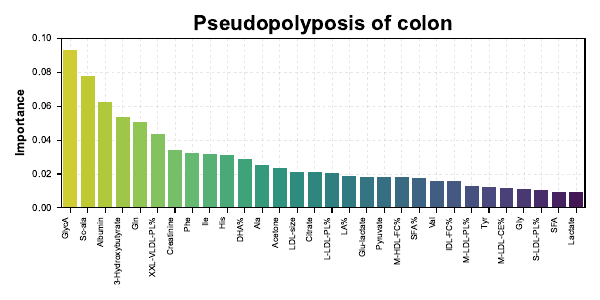 Pseudopolyposis of colon
Importance
0.10
0.08
0.06
0.04
0.02
0.00
GlycA
Sc-ala
Albumin
3-Hydroxybutyrate
Gln
XXL-VLDL-PL%
Creatinine
Phe
Ile
His
DHA%
Ala
Acetone
LDL-size
Citrate
L-LDL-PL%
LA%
Glu-lactate
Pyruvate
M-HDL-FC%
SFA%
Val
IDL-FC%
M-LDL-PL%
Tyr
M-LDL-CE%
Gly
S-LDL-PL%
SFA
Lactate